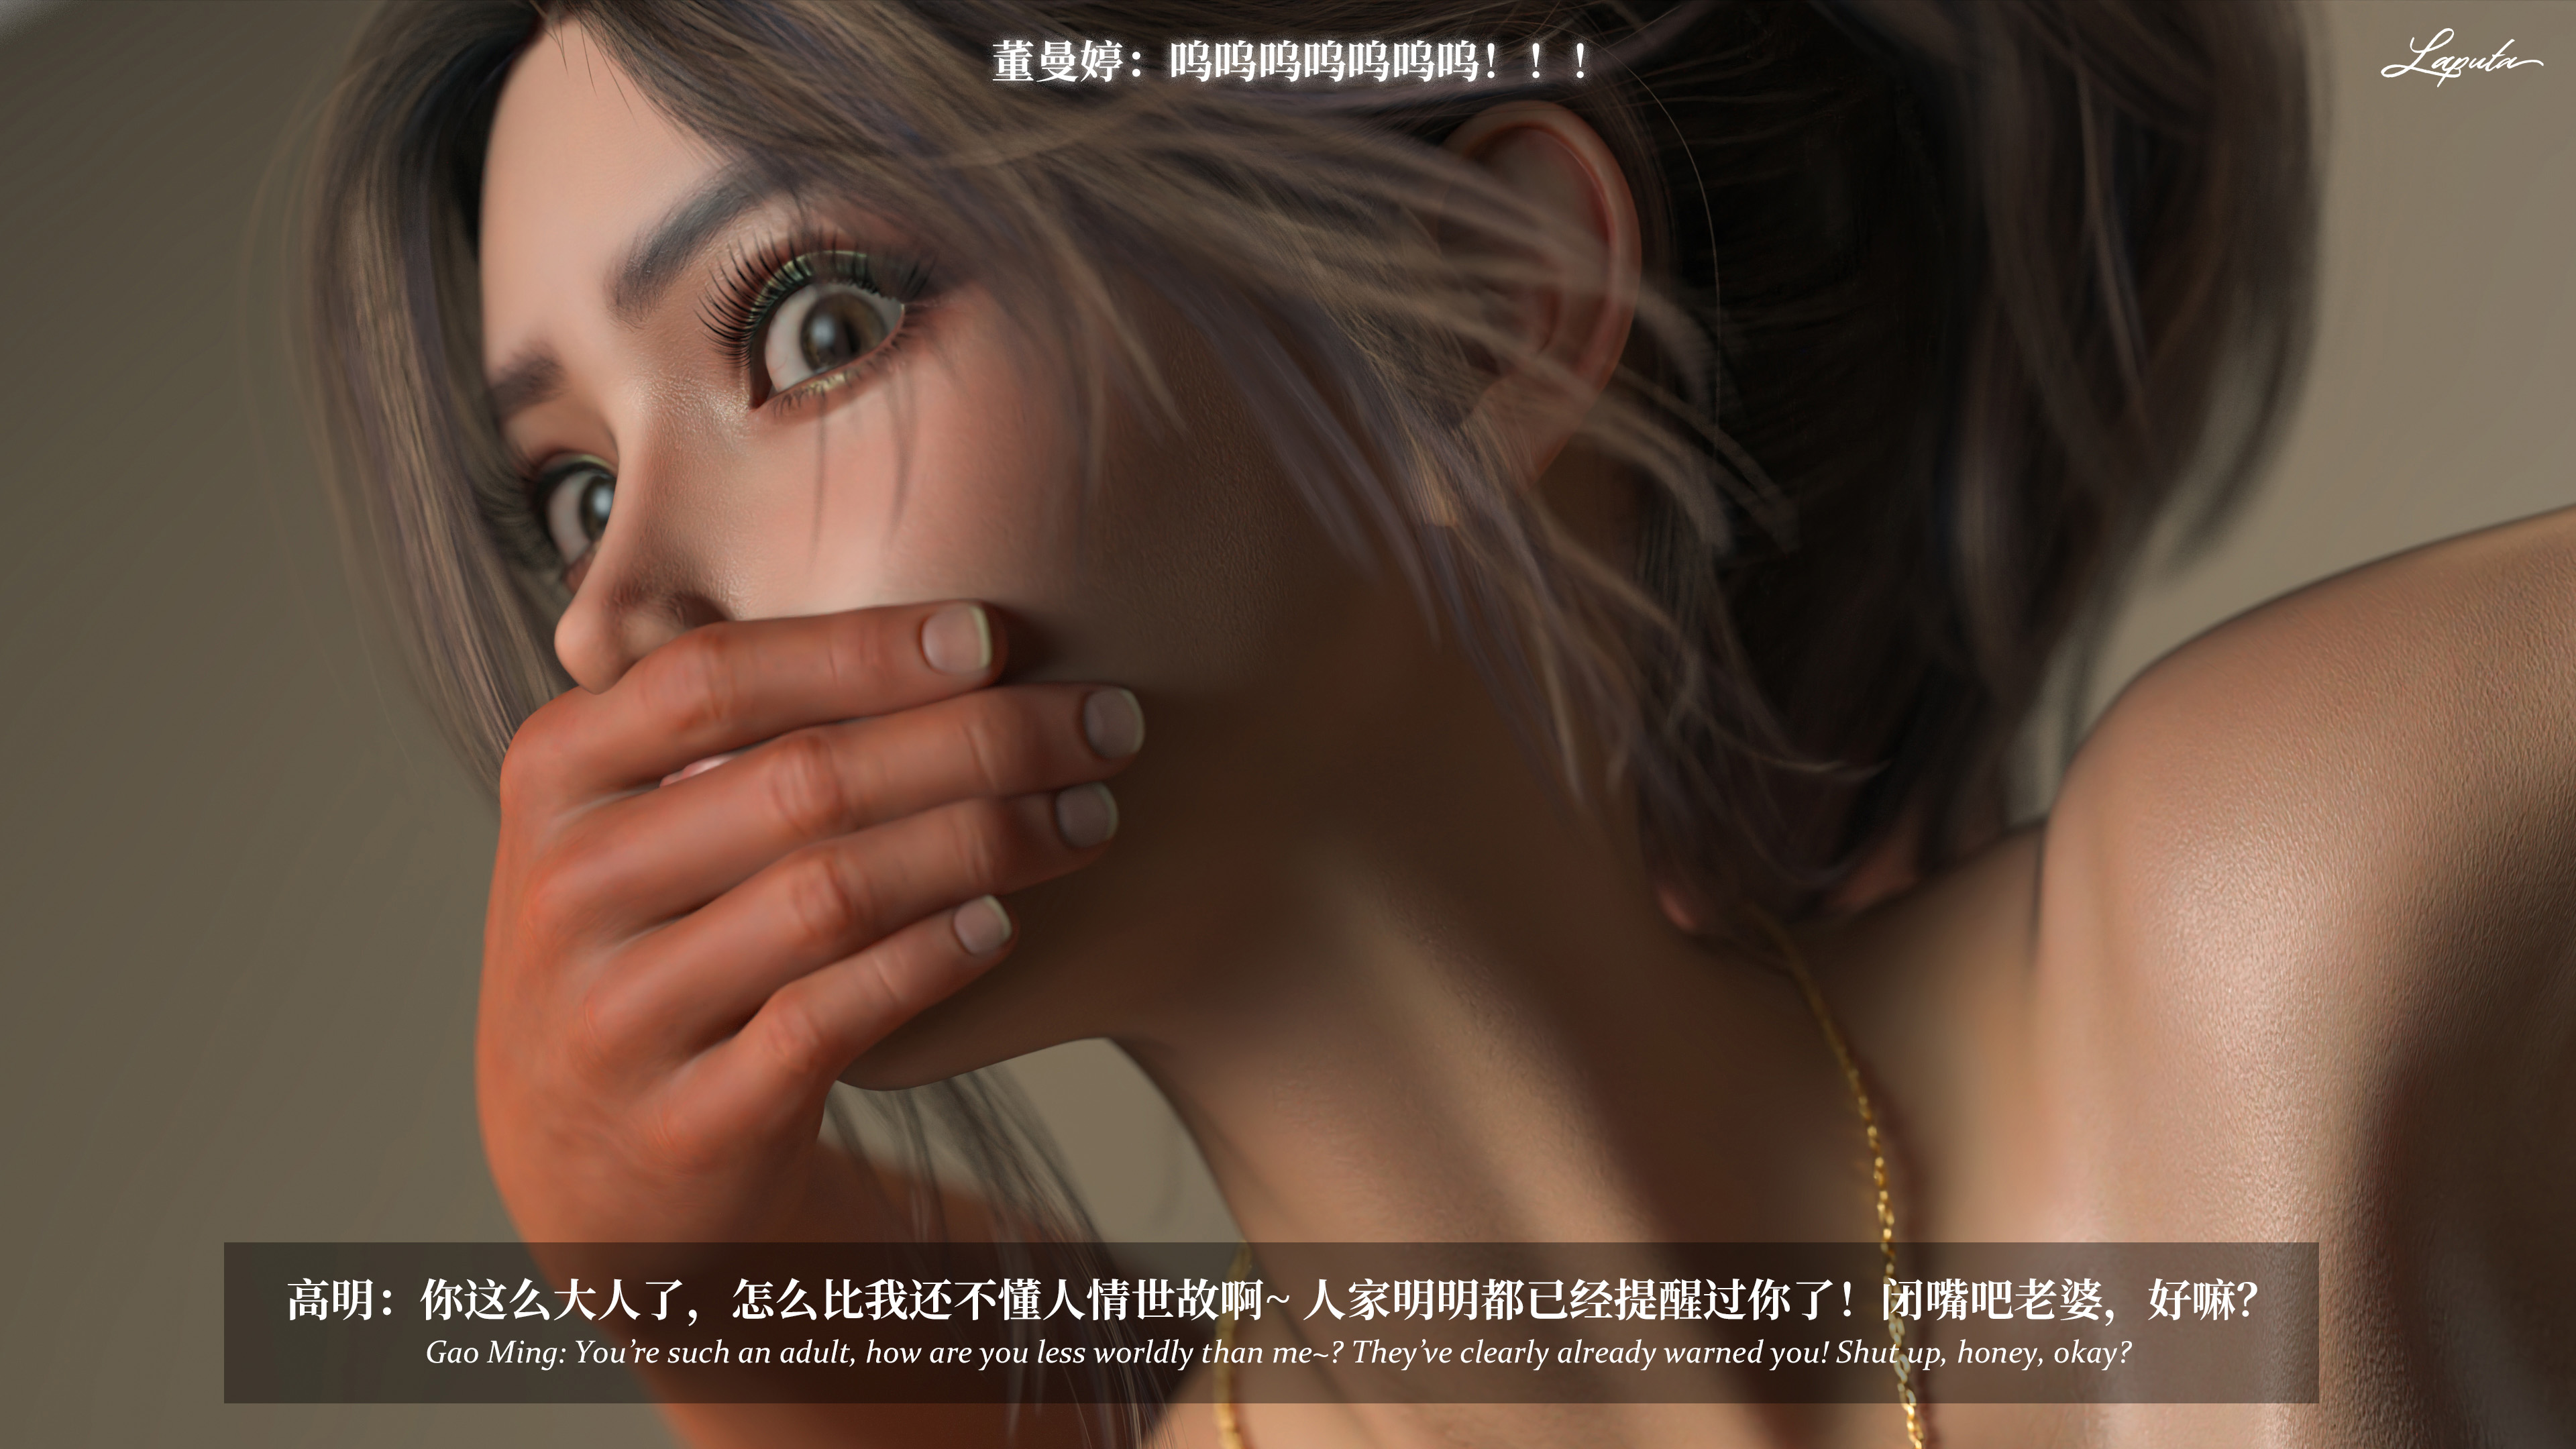 董曼婷：呜呜呜呜呜呜呜！！！
Laputa
高明：你这么大人了，怎么比我还不懂人情世故啊~ 人家明明都已经提醒过你了！闭嘴吧老婆，好嘛？
Gao Ming: You’re such an adult, how are you less worldly than me~? They’ve clearly already warned you! Shut up, honey, okay?